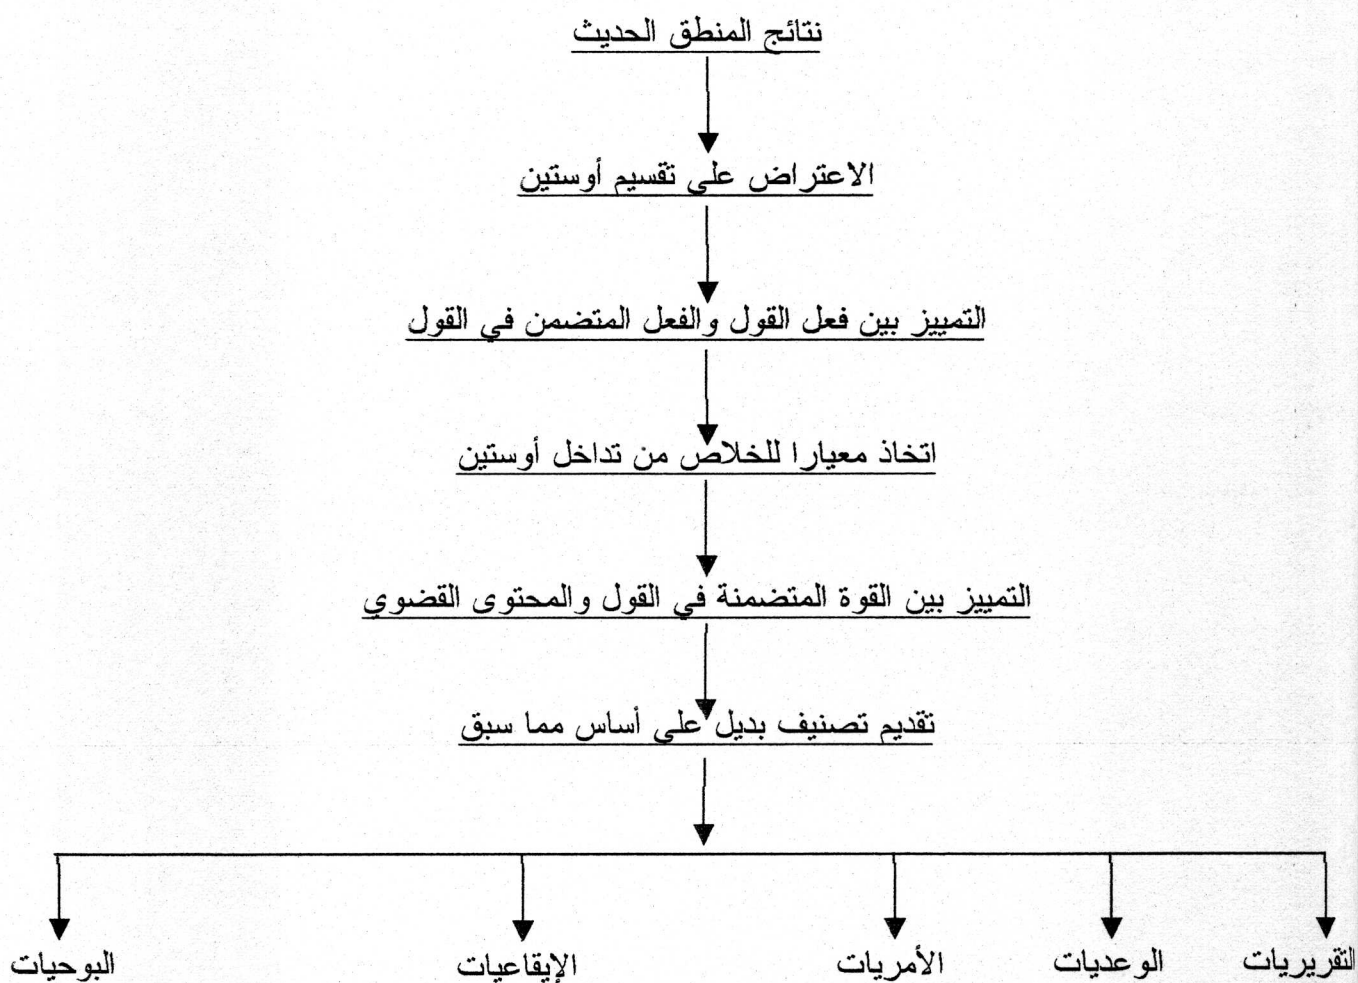 نتائج المنطق الحديث
الاعتراض على تقسيم أوستين
التمييز بين فعل القول والفعل المتضمن في القول
اتخاذ معيارا للخلاص من تداخل أوستين
التمييز بين القوة المتضمنة في القول والمحتوى القضوي
تقديم تصنيف بديل على أساس مما سبق
التقريريات الوعديات الأمريات الإيقاعيات البوحيات